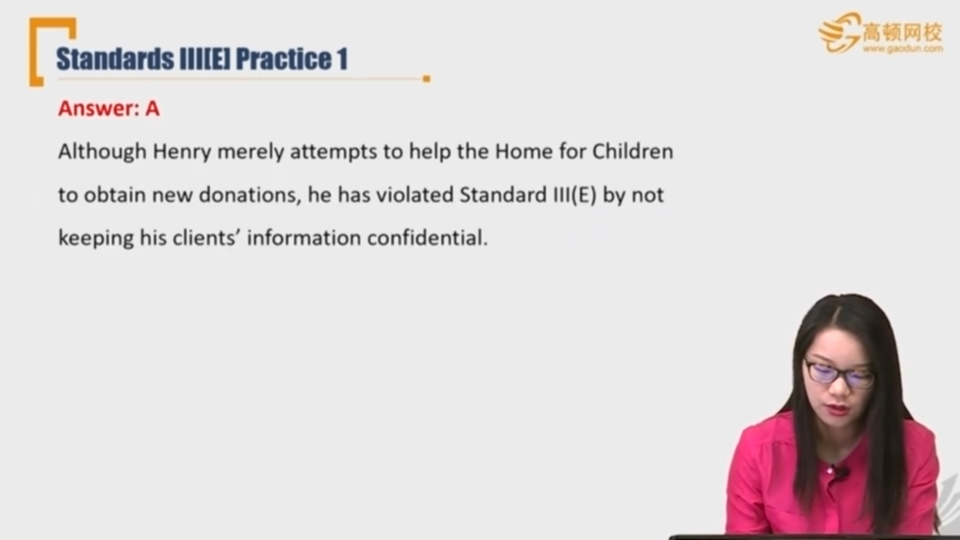 Standards III[E] Practice 1
高顿网校
www.gaodun.com
Answer: A
Although Henry merely attempts to help the Home for Children
to obtain new donations, he has violated Standard III(E) by not
keeping his clients’ information confidential.